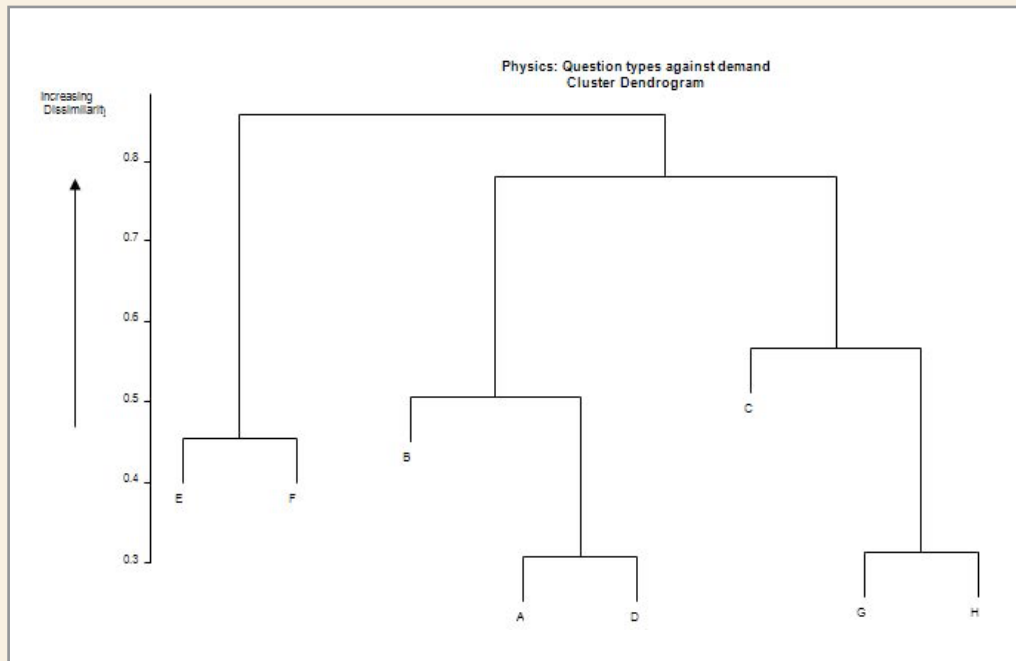 Physics: Question types against demand
Cluster Dendrogram
Increasing
Dissimilarity
0.8
0.7
0.6
0.5
0.4
0.3
C
B
E
F
A
D
G
H